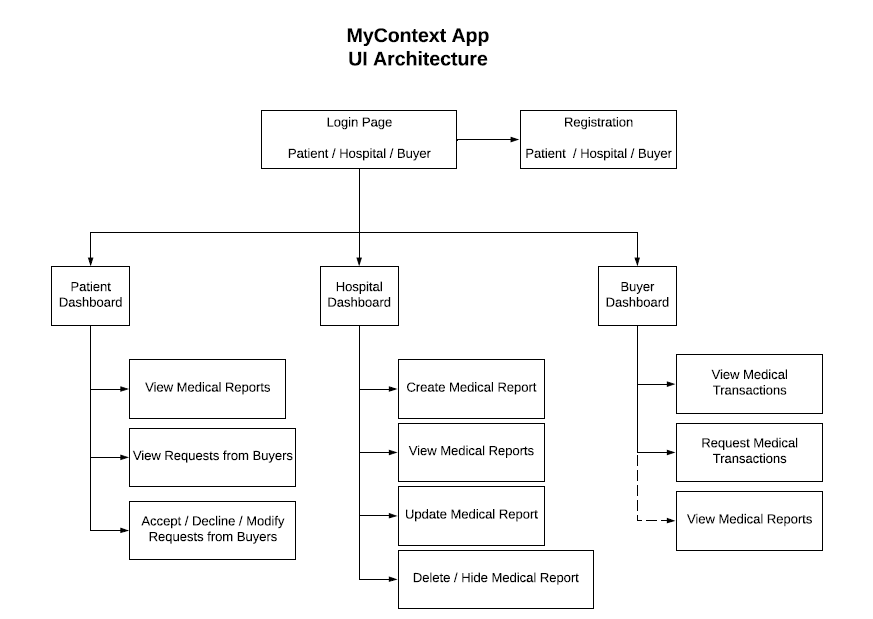 MyContext App
UI Architecture
Login Page
Patient / Hospital / Buyer
Registration
Patient / Hospital / Buyer
Patient
Dashboard
Hospital
Dashboard
Buyer
Dashboard
View Medical Reports
View Requests from Buyers
Accept / Decline / Modify
Requests from Buyers
Create Medical Report
View Medical Reports
Update Medical Report
Delete / Hide Medical Report
View Medical
Transactions
Request Medical
Transactions
View Medical Reports